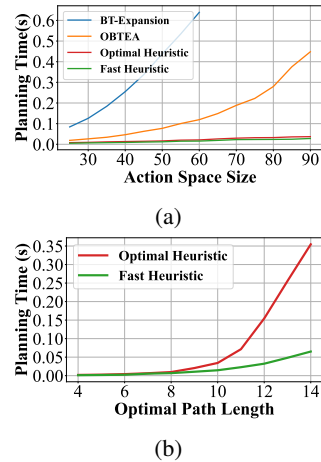 Planning Time(s)
0.6
0.5
0.4
0.3
0.2
0.1
0.0
BT-Expansion
OBTEA
Optimal Heuristic
Fast Heuristic
30 40 50 60 70 80 90
Action Space Size
(a)
Planning Time (s)
0.35
0.30
0.25
0.20
0.15
0.10
0.05
0.00
Optimal Heuristic
Fast Heuristic
4 6 8 10 12 14
Optimal Path Length
(b)